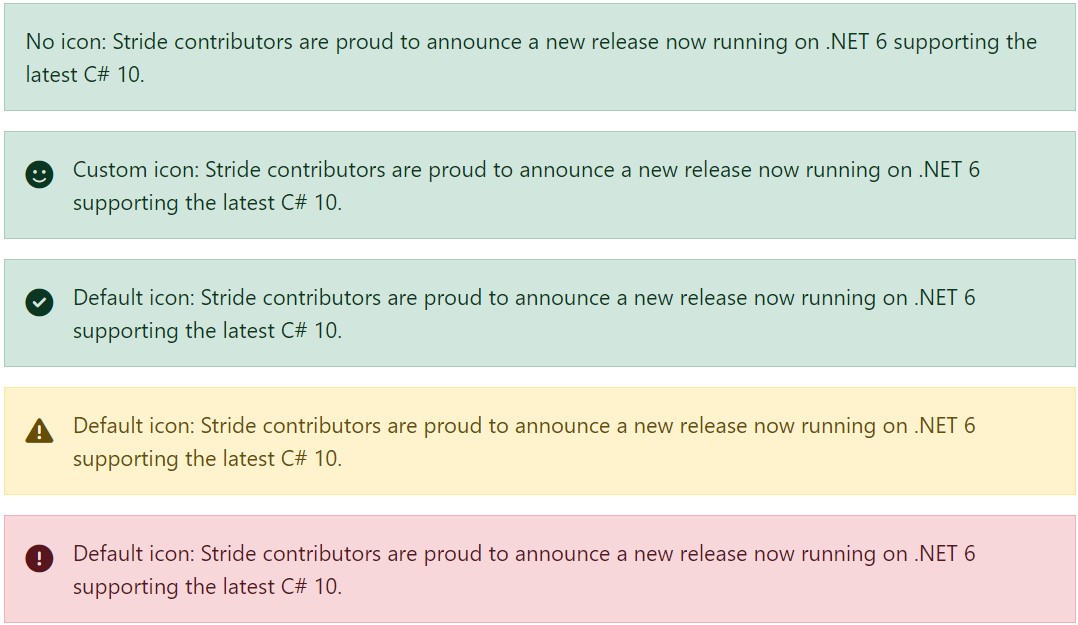 No icon: Stride contributors are proud to announce a new release now running on .NET 6 supporting the
latest C# 10.
Custom icon: Stride contributors are proud to announce a new release now running on .NET 6
supporting the latest C# 10.
Default icon: Stride contributors are proud to announce a new release now running on .NET 6
supporting the latest C# 10.
Default icon: Stride contributors are proud to announce a new release now running on .NET 6
supporting the latest C# 10.
Default icon: Stride contributors are proud to announce a new release now running on .NET 6
supporting the latest C# 10.